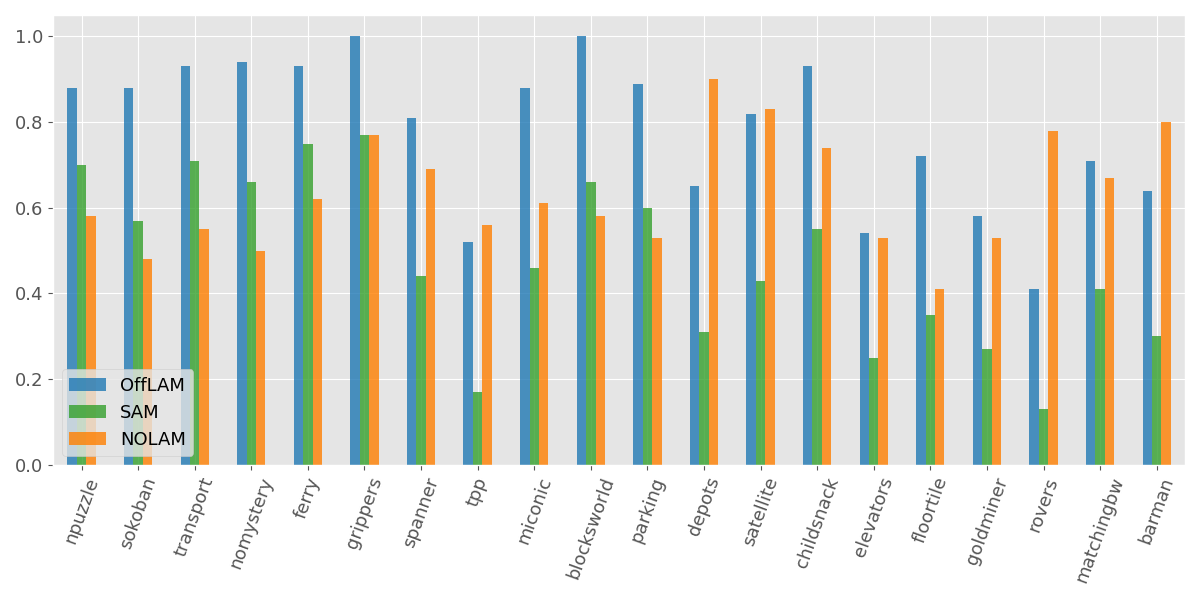 1.0
0.8
0.6
0.4
0.2
0.0
OffLAM
SAM
NOLAM
npuzzle
sokoban
transport
nomystery
ferry
grippers
spanner
tpp
miconic
blocksworld
parking
depots
satellite
childsnack
elevators
floortile
goldminer
rovers
matchingbw
barman